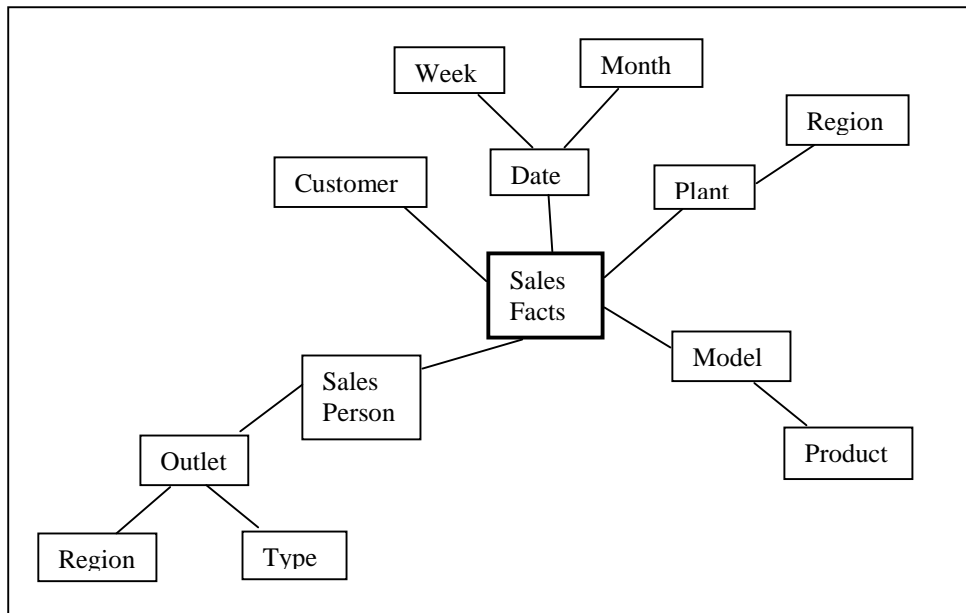 Week
Month
Region
Customer
Date
Plant
Sales
Facts
Model
Sales
Person
Outlet
Product
Region
Type